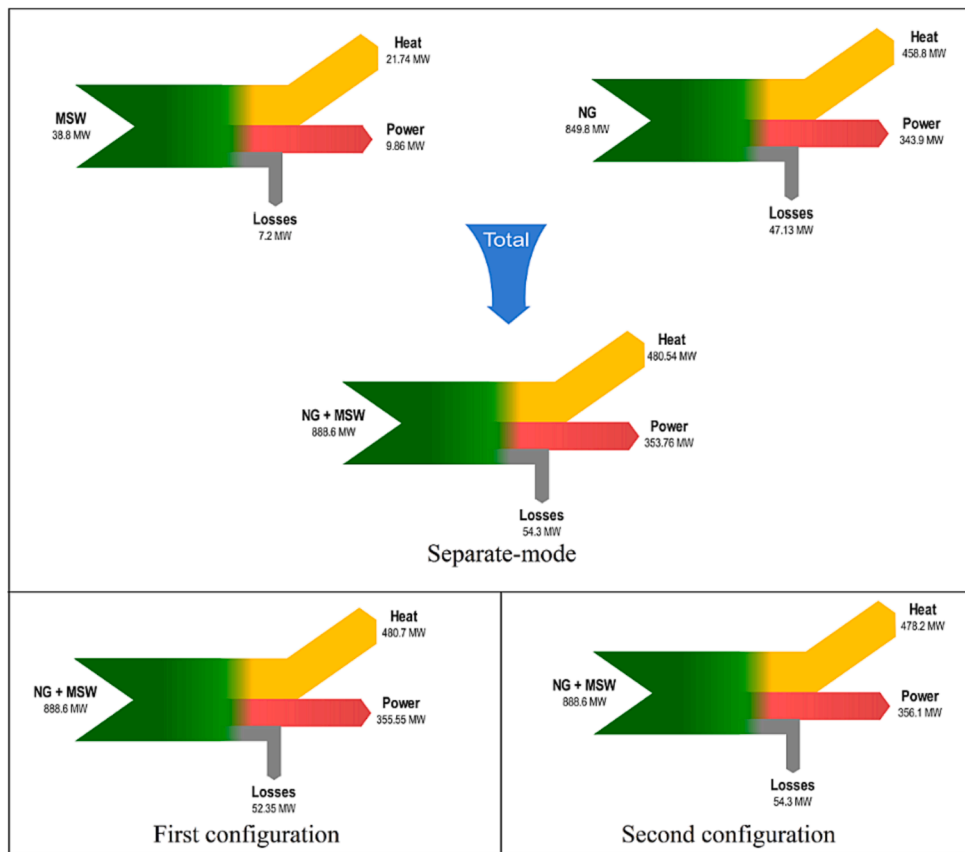 Heat
21.74 MW
MSW
38.8 MW
Power
9.86 MW
Losses
7.2 MW
Heat
458.8 MW
NG
849.8 MW
Power
343.9 MW
Losses
47.13 MW
Total
Heat
480.54 MW
NG + MSW
888.6 MW
Power
353.76 MW
Losses
54.3 MW
Separate-mode
Heat
480.7 MW
NG + MSW
888.6 MW
Power
355.55 MW
Losses
52.35 MW
First configuration
Heat
478.2 MW
NG + MSW
888.6 MW
Power
356.1 MW
Losses
54.3 MW
Second configuration